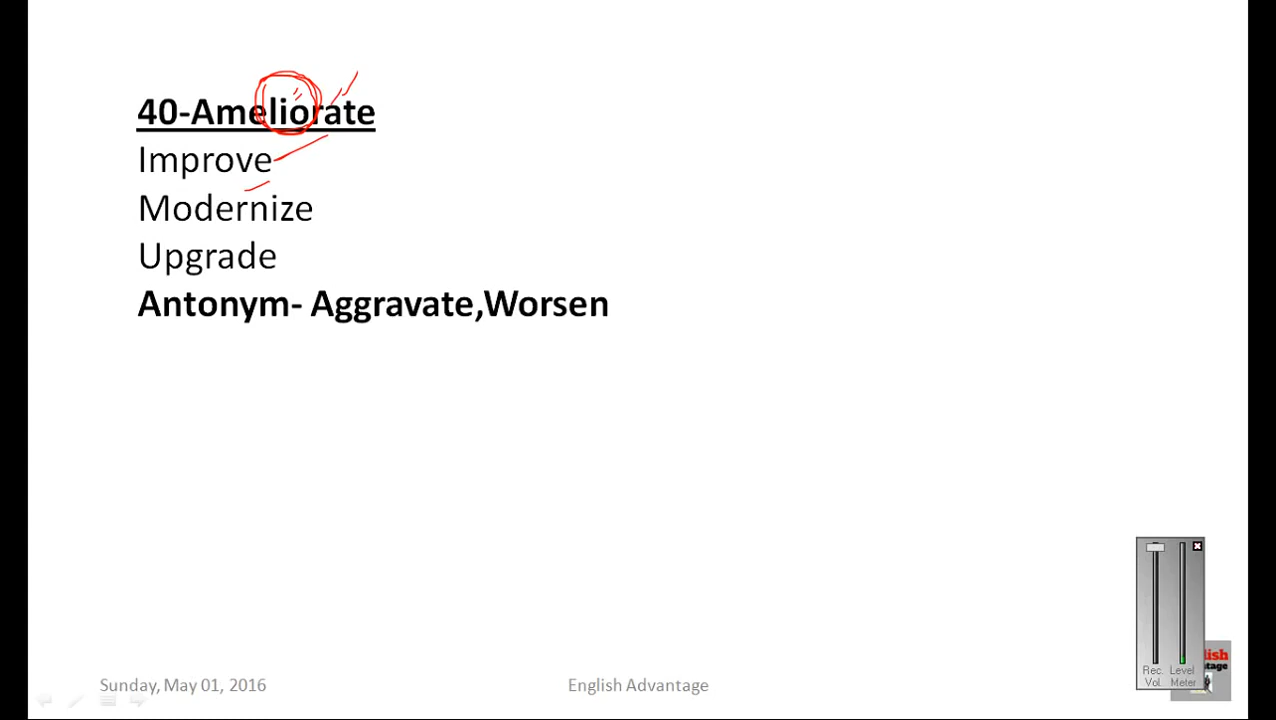 40-Ameliorate
Improve
Modernize
Upgrade
Antonym- Aggravate,Worsen
Rec. Level
Vol. Meter
Sunday, May 01, 2016
English Advantage